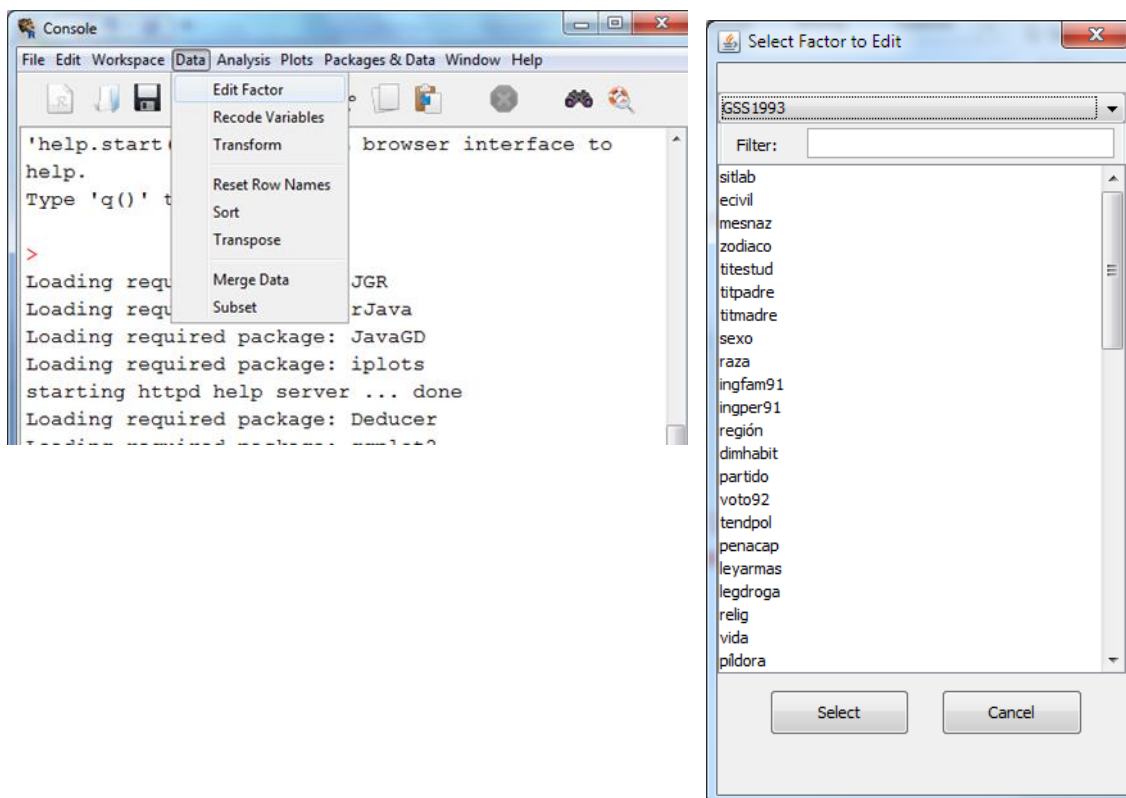 Console
File Edit Workspace Data Analysis Plots Packages & Data Window Help
Edit Factor
Recode Variables
Transform
Reset Row Names
Sort
Transpose
Merge Data
Subset
'help.start( browser interface to
help.
Type 'q()' t
>
Loading requ JGR
Loading requ rJava
Loading required package: JavaGD
Loading required package: iplots
starting httpd help server ... done
Loading required package: Deducer
Loading required package: ggplot2
Select Factor to Edit
GSS1993
Filter:
sitlab
ecivil
mesnaz
zodiaco
titestud
titpadre
titmadre
sexo
raza
ingfam91
ingper91
región
dimhabit
partido
voto92
tendpol
penacap
leyarmas
legdroga
relig
vida
píldora
Select Cancel